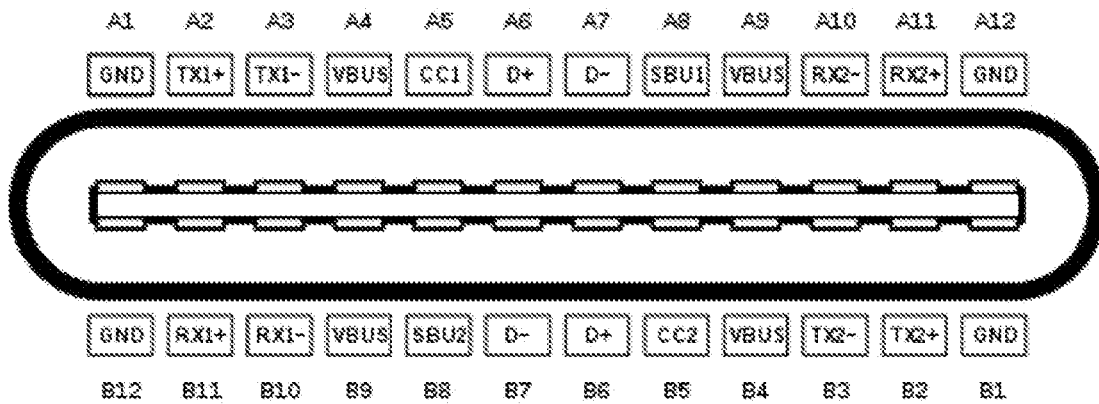 A1 A2 A3 A4 A5 A6 A7 A8 A9 A10 A11 A12
GND TX1+ TX1- VBUS CC1 D+ D- SBU1 VBUS RX2- RX2+ GND
GND RX1+ RX1- VBUS SBU2 D- D+ CC2 VBUS TX2- TX2+ GND
B12 B11 B10 B9 B8 B7 B6 B5 B4 B3 B2 B1